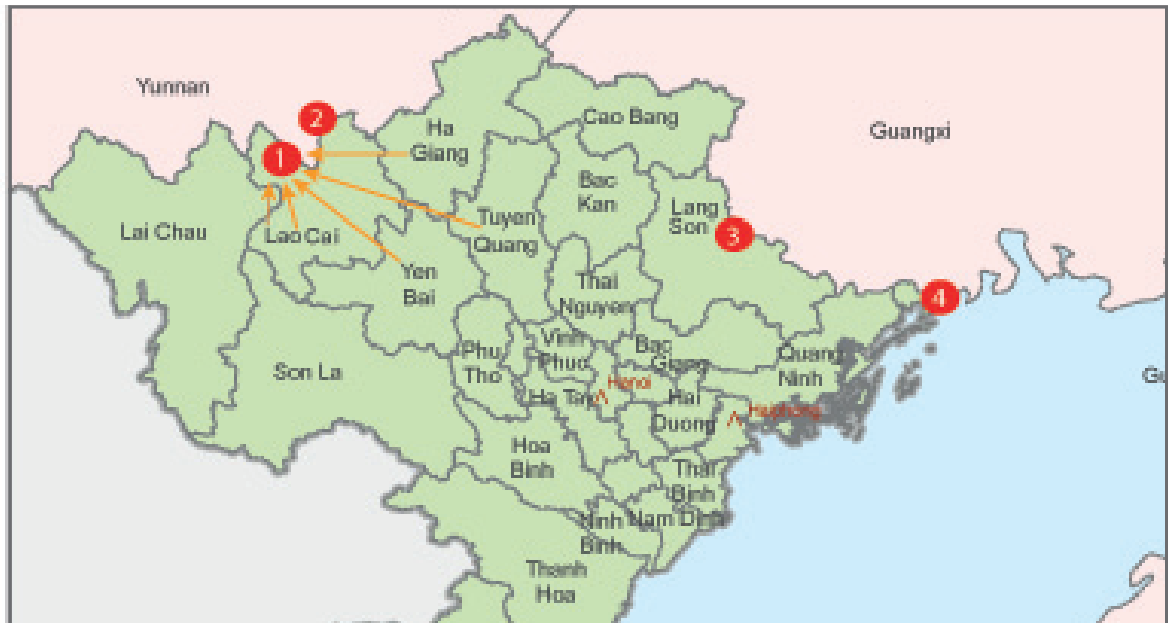 Yunnan
Ha
Giang
Cao Bang
Guangxi
2
1
Bac
Kan
Lang
Son
3
Lai Chau
Lao Cai
Tuyen
Quang
Yen
Bai
Thai
Nguyen
4
Son La
Phu
Tho
Vinh
Phuc
Bac
Giang
Quang
Ninh
Gu
Ha Tay
Hanoi
Hai
Duong
Haiphong
Hoa
Binh
Thai
Binh
Ninh
Binh
Nam Dinh
Thanh
Hoa